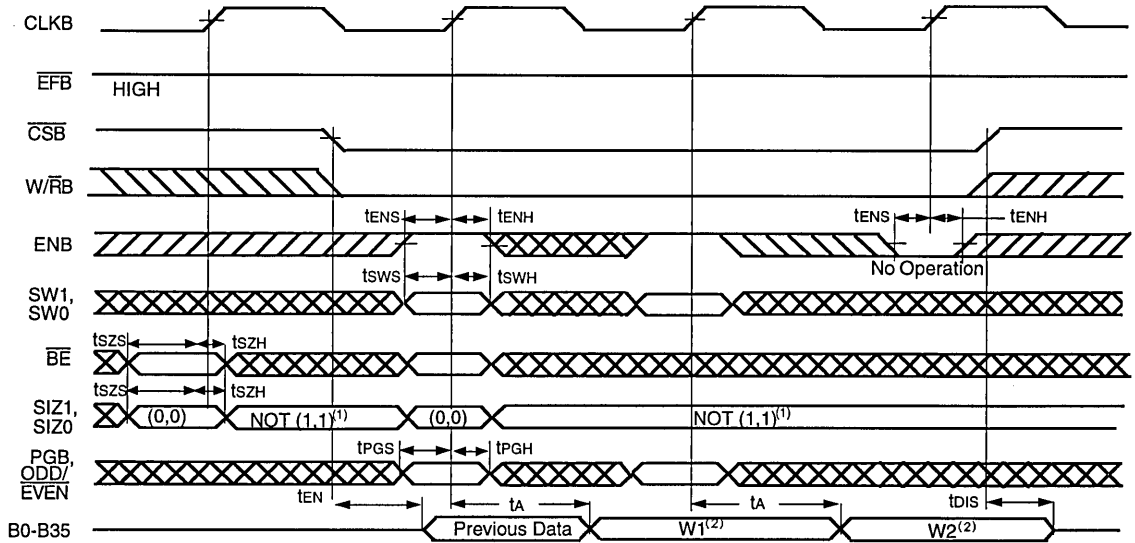 CLKB
EFB
HIGH
CSB
W/RB
tENS tENH tENS tENH
ENB
No Operation
tSWS tSWH
SW1,
SW0
tSZS tSZH
BE
tSZS tSZH
SIZ1,
SIZ0
(0,0) NOT (1,1)(1) (0,0) NOT (1,1)(1)
PGB,
ODD/
EVEN
tPGS tPGH
tEN tA tA tDIS
B0-B35 Previous Data W1(2) W2(2)